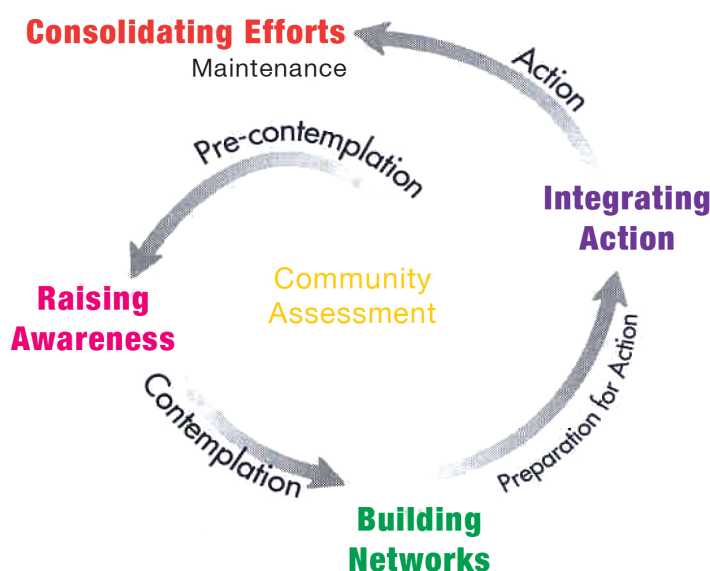 Consolidating Efforts
Maintenance
Action
Pre-contemplation
Integrating
Action
Community
Assessment
Raising
Awareness
Contemplation
Preparation for Action
Building
Networks